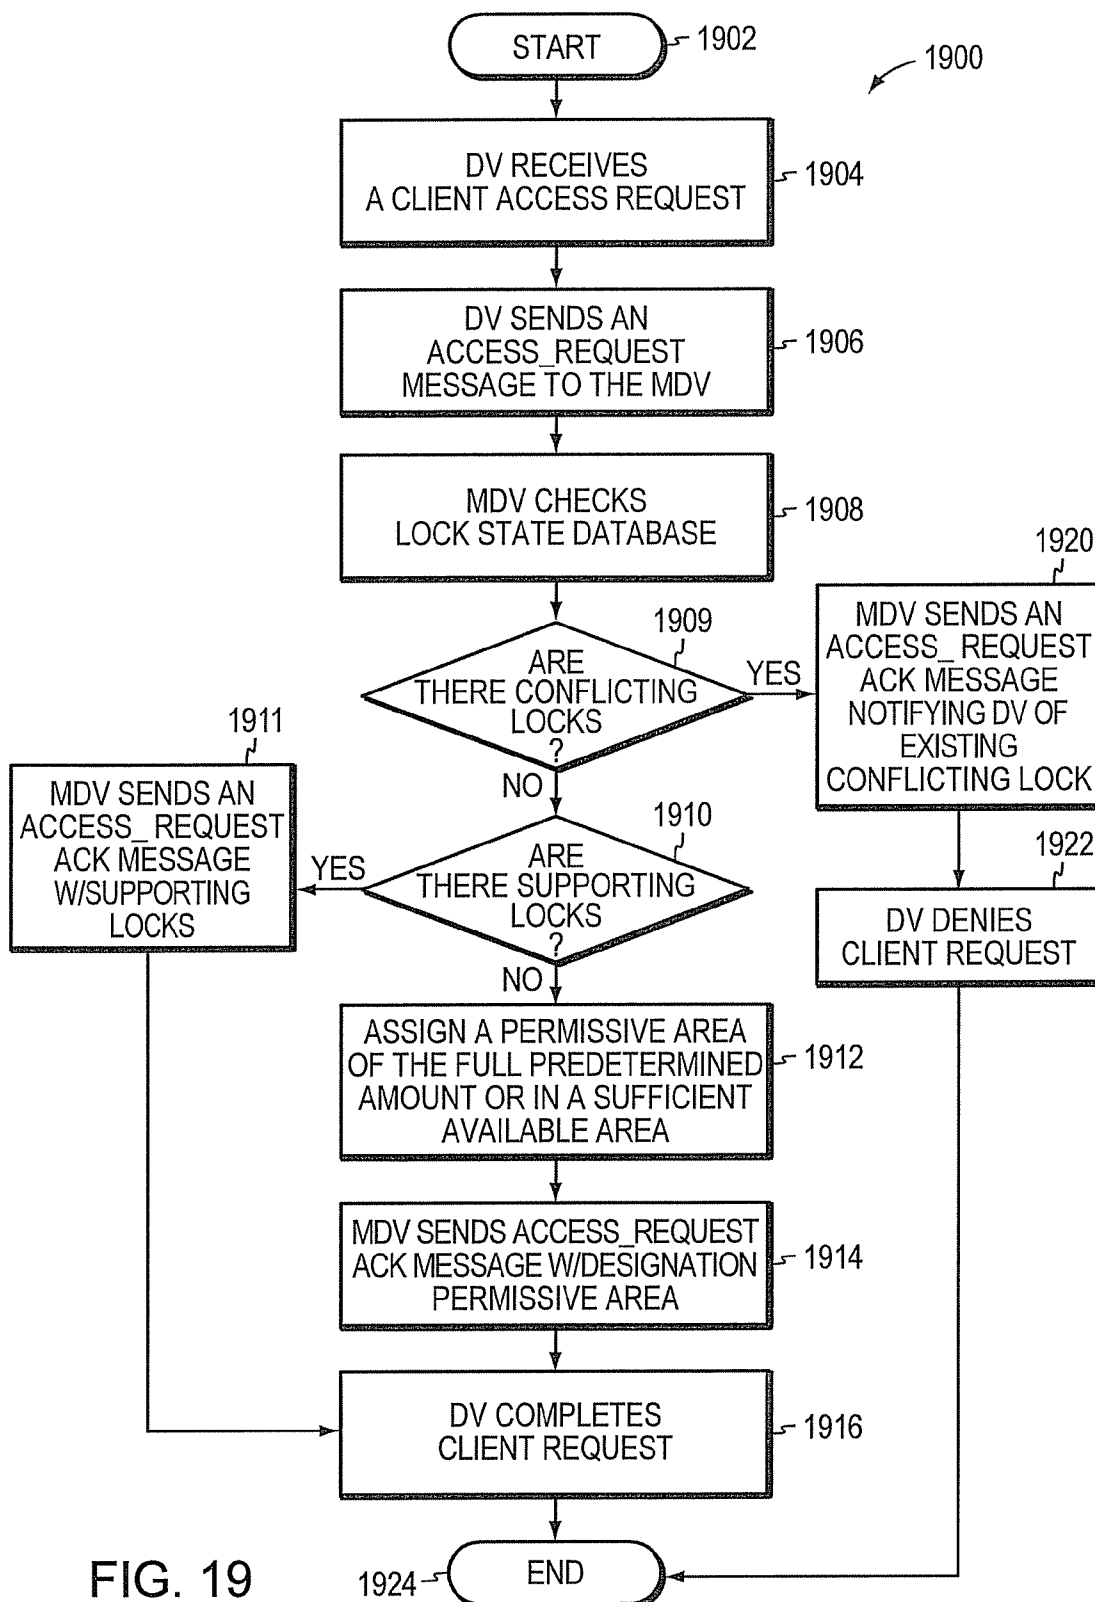 START
1902
1900
DV RECEIVES
A CLIENT ACCESS REQUEST
1904
DV SENDS AN
ACCESS_REQUEST
MESSAGE TO THE MDV
1906
MDV CHECKS
LOCK STATE DATABASE
1908
1909
ARE
THERE CONFLICTING
LOCKS
?
YES
NO
1920
MDV SENDS AN
ACCESS_ REQUEST
ACK MESSAGE
NOTIFYING DV OF
EXISTING
CONFLICTING LOCK
1922
DV DENIES
CLIENT REQUEST
1910
ARE
THERE SUPPORTING
LOCKS
?
YES
NO
1911
MDV SENDS AN
ACCESS_ REQUEST
ACK MESSAGE
W/SUPPORTING
LOCKS
ASSIGN A PERMISSIVE AREA
OF THE FULL PREDETERMINED
AMOUNT OR IN A SUFFICIENT
AVAILABLE AREA
1912
MDV SENDS ACCESS_REQUEST
ACK MESSAGE W/DESIGNATION
PERMISSIVE AREA
1914
DV COMPLETES
CLIENT REQUEST
1916
END
1924
FIG. 19